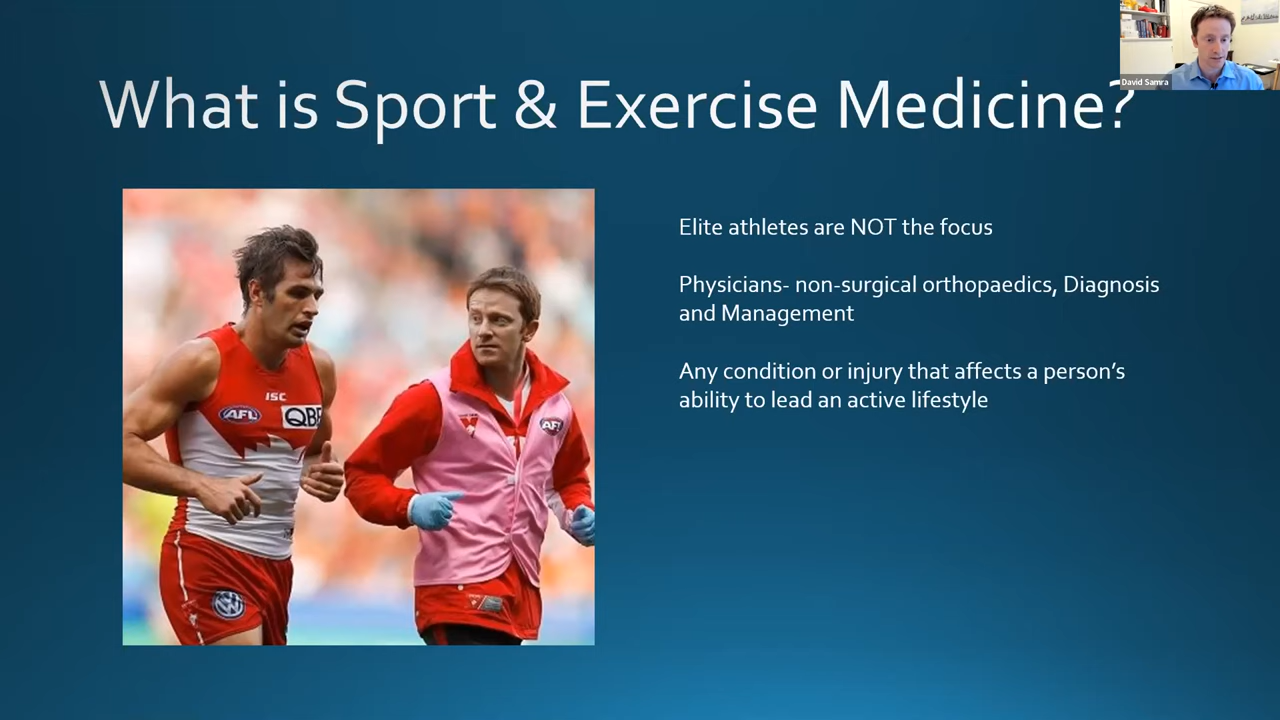 David Samra
What is Sport & Exercise Medicine?
Elite athletes are NOT the focus
Physicians- non-surgical orthopaedics, Diagnosis
and Management
Any condition or injury that affects a person’s
ability to lead an active lifestyle
ISC
AFL
QBE
AFL